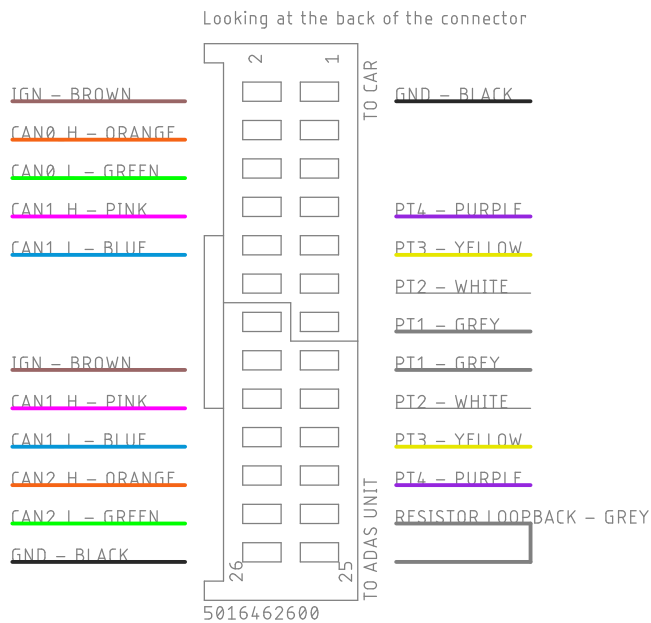 Looking at the back of the connector
2 1
TO CAR
IGN - BROWN
GND - BLACK
CAN0 H - ORANGE
CAN0 L - GREEN
CAN1 H - PINK
PT4 - PURPLE
CAN1 L - BLUE
PT3 - YELLOW
PT2 - WHITE
PT1 - GREY
IGN - BROWN
PT1 - GREY
CAN1 H - PINK
PT2 - WHITE
CAN1 L - BLUE
PT3 - YELLOW
CAN2 H - ORANGE
PT4 - PURPLE
CAN2 L - GREEN
RESISTOR LOOPBACK - GREY
GND - BLACK
26 25
TO ADAS UNIT
5016462600